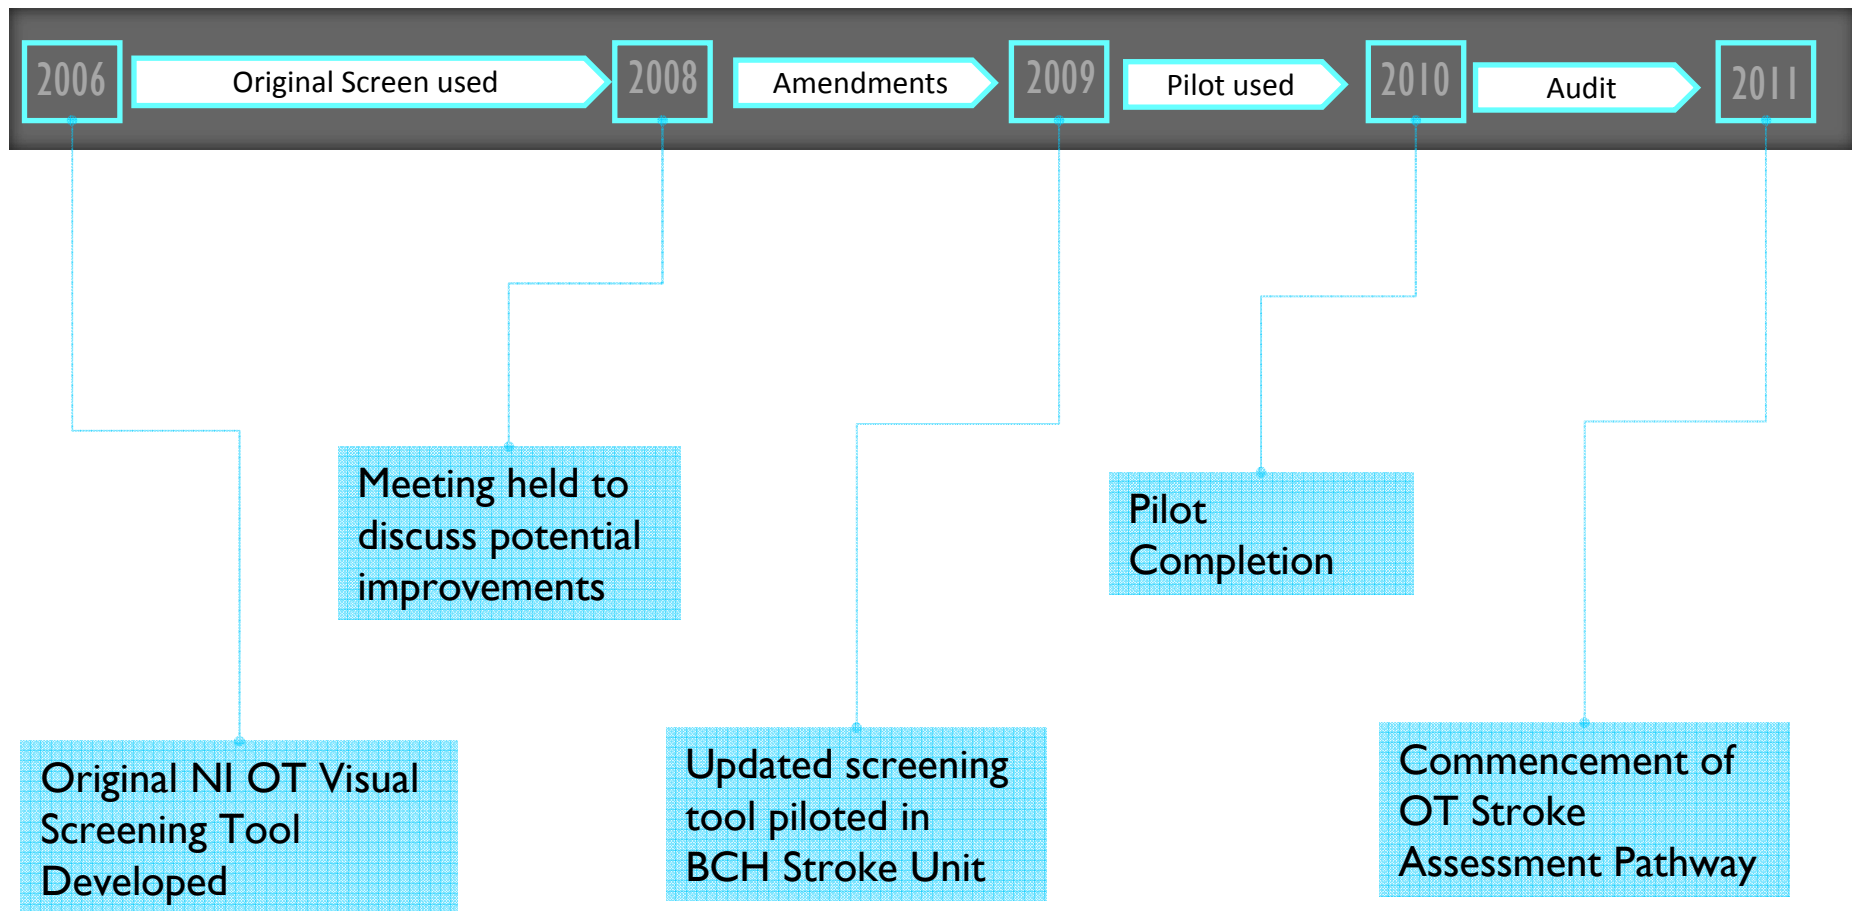 2006
Original Screen used
2008
Amendments
2009
Pilot used
2010
Audit
2011
Meeting held to
discuss potential
improvements
Pilot
Completion
Original NI OT Visual
Screening Tool
Developed
Updated screening
tool piloted in
BCH Stroke Unit
Commencement of
OT Stroke
Assessment Pathway